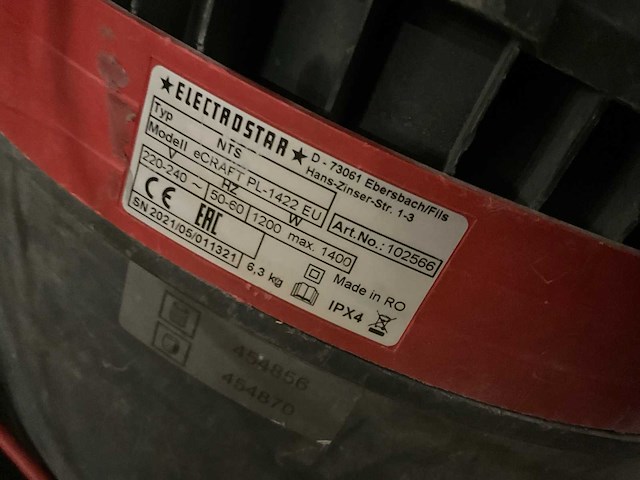 ★ELECTROSTAR★ D - 73061 Ebersbach/Fils
Hans-Zinser-Str. 1-3
Typ NTS
Modell eCRAFT PL-1422 EU Art.No.: 102566
V HZ W
220-240 ~ 50-60 1200 max. 1400
CE EAC Made in RO
SN 2021/05/011321 6,3 kg IPX4
454856
454870